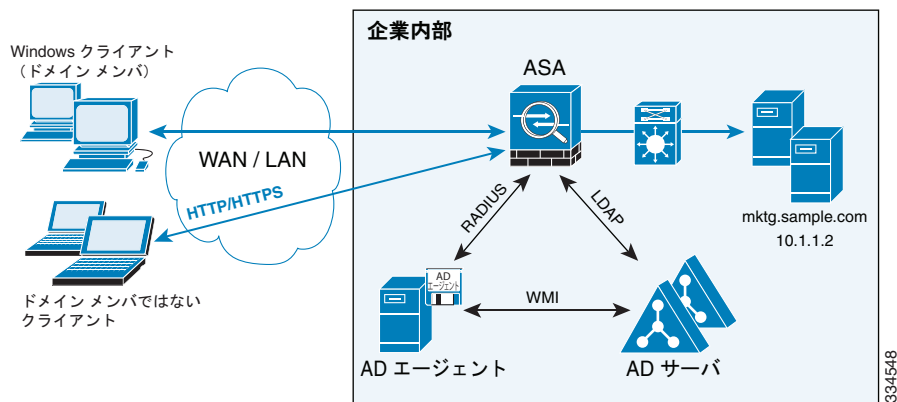 企業内部
Windows クライアント
（ドメイン メンバ）
ASA
WAN / LAN
HTTP/HTTPS
RADIUS
LDAP
mktg.sample.com
10.1.1.2
ドメイン メンバではない
クライアント
AD
エージェント
WMI
AD エージェント
AD サーバ
334548